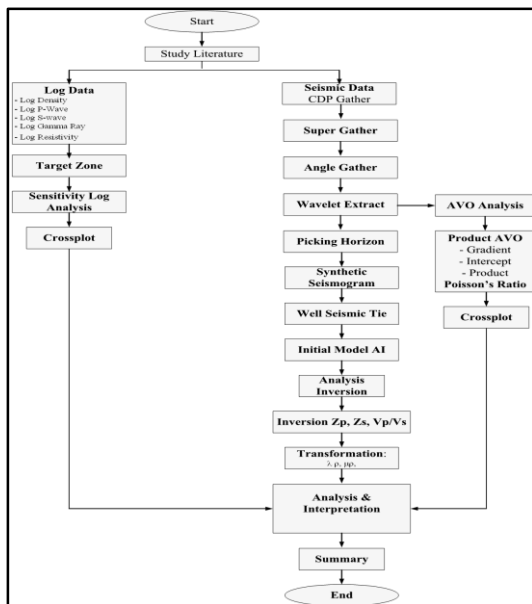 Start
Study Literature
Log Data
- Log Density
- Log P-Wave
- Log S-wave
- Log Gamma Ray
- Log Resistivity
Target Zone
Sensitivity Log
Analysis
Crossplot
Seismic Data
CDP Gather
Super Gather
Angle Gather
Wavelet Extract
Picking Horizon
Synthetic
Seismogram
Well Seismic Tie
Initial Model AI
Analysis
Inversion
Inversion Zp, Zs, Vp/Vs
Transformation:
λ ρ, μρ,
AVO Analysis
Product AVO
- Gradient
- Intercept
- Product
Poisson's Ratio
Crossplot
Analysis &
Interpretation
Summary
End